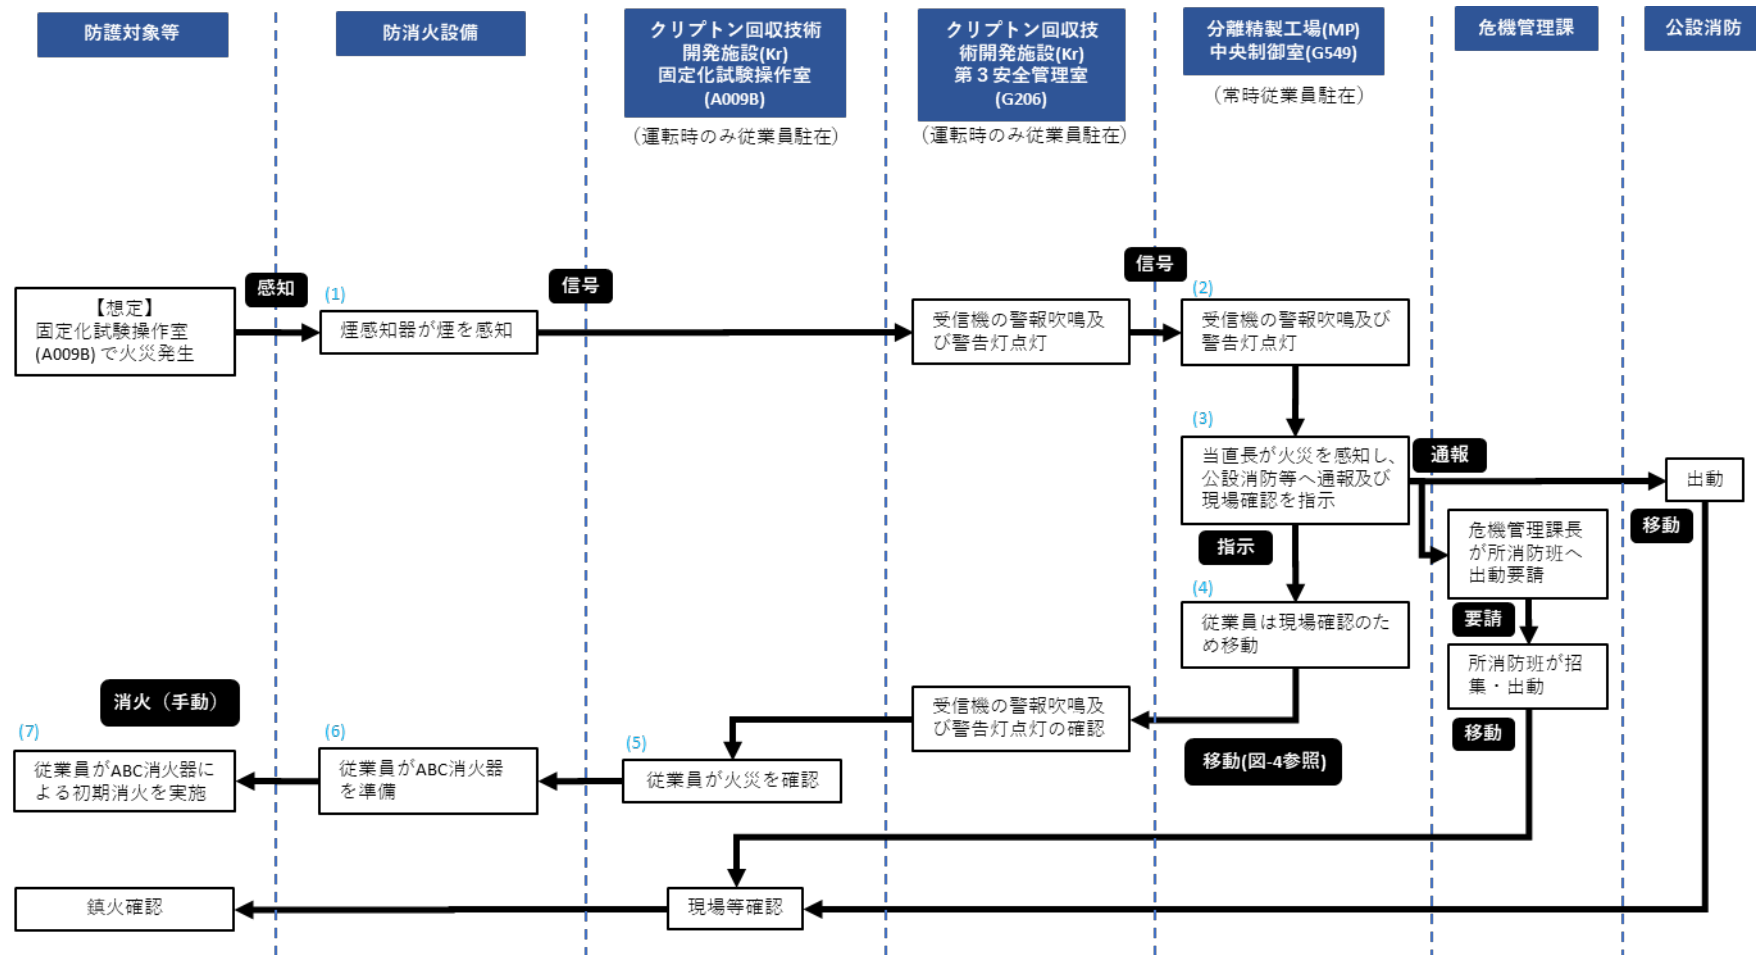 防護対象等
防消火設備
クリプトン回収技術
開発施設(Kr)
固定化試験操作室
(A009B)
(運転時のみ従業員駐在)
クリプトン回収技
術開発施設(Kr)
第３安全管理室
(G206)
(運転時のみ従業員駐在)
分離精製工場(MP)
中央制御室(G549)
(常時従業員駐在)
危機管理課
公設消防
【想定】
固定化試験操作室
(A009B) で火災発生
感知
(1)
煙感知器が煙を感知
信号
受信機の警報吹鳴及
び警告灯点灯
信号
(2)
受信機の警報吹鳴及び
警告灯点灯
(3)
当直長が火災を感知し、
公設消防等へ通報及び
現場確認を指示
通報
出動
移動
危機管理課長
が所消防班へ
出動要請
指示
(4)
従業員は現場確認のた
め移動
要請
所消防班が招
集・出動
移動
移動(図-4参照)
受信機の警報吹鳴及
び警告灯点灯の確認
(5)
従業員が火災を確認
(6)
従業員がABC消火器
を準備
消火（手動）
(7)
従業員がABC消火器に
よる初期消火を実施
現場等確認
鎮火確認